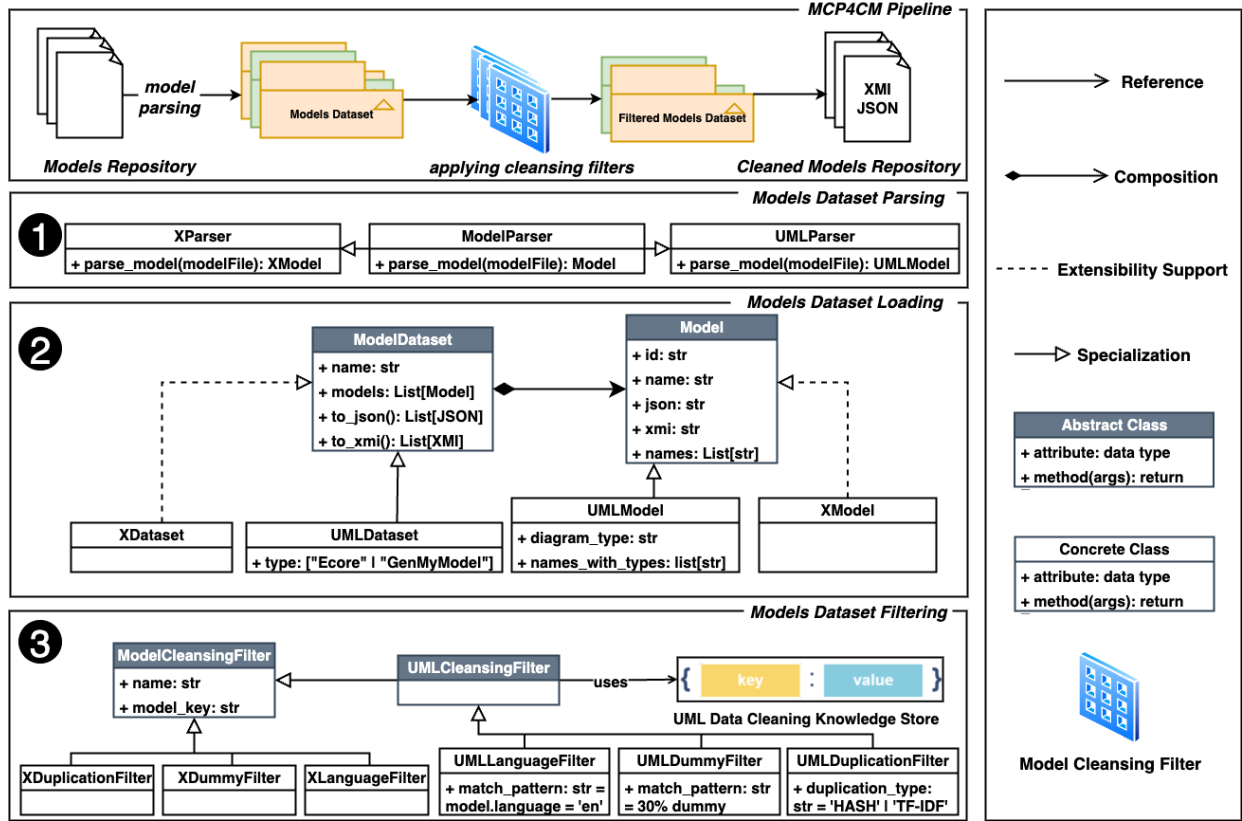 MCP4CM Pipeline
model
parsing
Models Dataset
Filtered Models Dataset
XMI
JSON
Models Repository
applying cleansing filters
Cleaned Models Repository
Models Dataset Parsing
1
XParser
+ parse_model(modelFile): XModel
ModelParser
+ parse_model(modelFile): Model
UMLParser
+ parse_model(modelFile): UMLModel
Models Dataset Loading
2
ModelDataset
+ name: str
+ models: List[Model]
+ to_json(): List[JSON]
+ to_xmi(): List[XMI]
Model
+ id: str
+ name: str
+ json: str
+ xmi: str
+ names: List[str]
XDataset
UMLDataset
+ type: ["Ecore" | "GenMyModel"]
UMLModel
+ diagram_type: str
+ names_with_types: list[str]
XModel
Models Dataset Filtering
3
ModelCleansingFilter
+ name: str
+ model_key: str
UMLCleansingFilter
uses
{ key : value }
UML Data Cleaning Knowledge Store
XDuplicationFilter
XDummyFilter
XLanguageFilter
UMLLanguageFilter
+ match_pattern: str =
model.language = 'en'
UMLDummyFilter
+ match_pattern: str
= 30% dummy
UMLDuplicationFilter
+ duplication_type:
str = 'HASH' | 'TF-IDF'
Reference
Composition
Extensibility Support
Specialization
Abstract Class
+ attribute: data type
+ method(args): return
Concrete Class
+ attribute: data type
+ method(args): return
Model Cleansing Filter